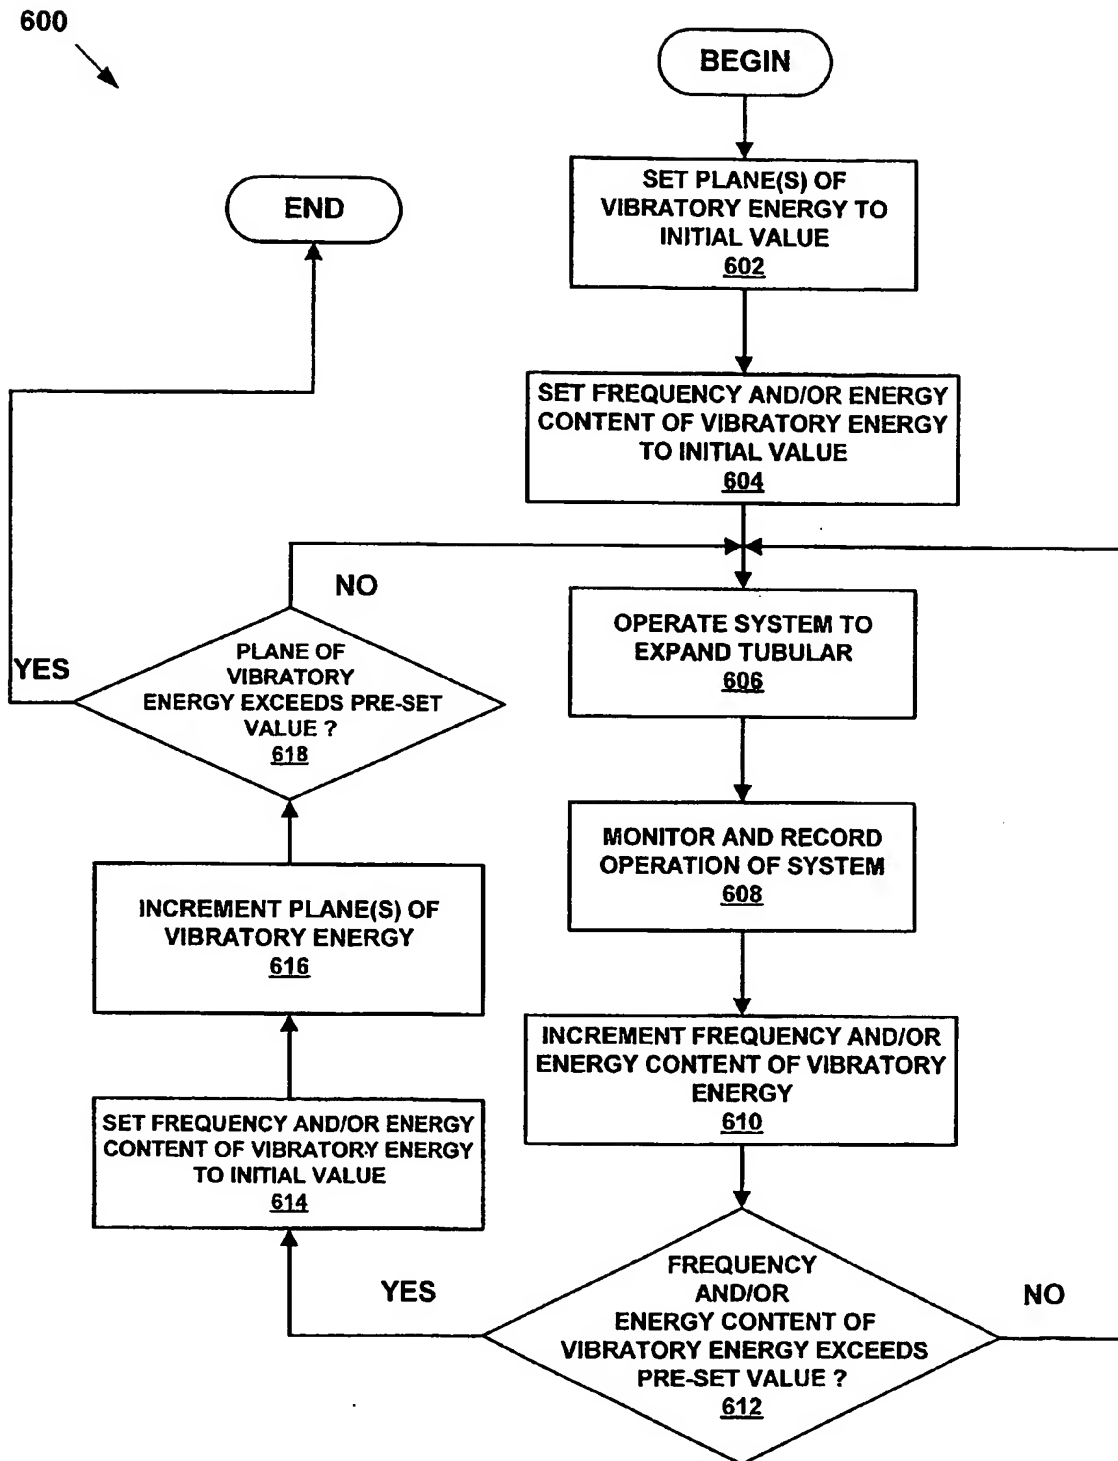 600
BEGIN
SET PLANE(S) OF
VIBRATORY ENERGY TO
INITIAL VALUE
602
END
SET FREQUENCY AND/OR ENERGY
CONTENT OF VIBRATORY ENERGY
TO INITIAL VALUE
604
NO
OPERATE SYSTEM TO
EXPAND TUBULAR
606
YES
PLANE OF
VIBRATORY
ENERGY EXCEEDS PRE-SET
VALUE ?
618
MONITOR AND RECORD
OPERATION OF SYSTEM
608
INCREMENT PLANE(S) OF
VIBRATORY ENERGY
616
INCREMENT FREQUENCY AND/OR
ENERGY CONTENT OF VIBRATORY
ENERGY
610
SET FREQUENCY AND/OR ENERGY
CONTENT OF VIBRATORY ENERGY
TO INITIAL VALUE
614
YES
FREQUENCY
AND/OR
ENERGY CONTENT OF
VIBRATORY ENERGY EXCEEDS
PRE-SET VALUE ?
612
NO